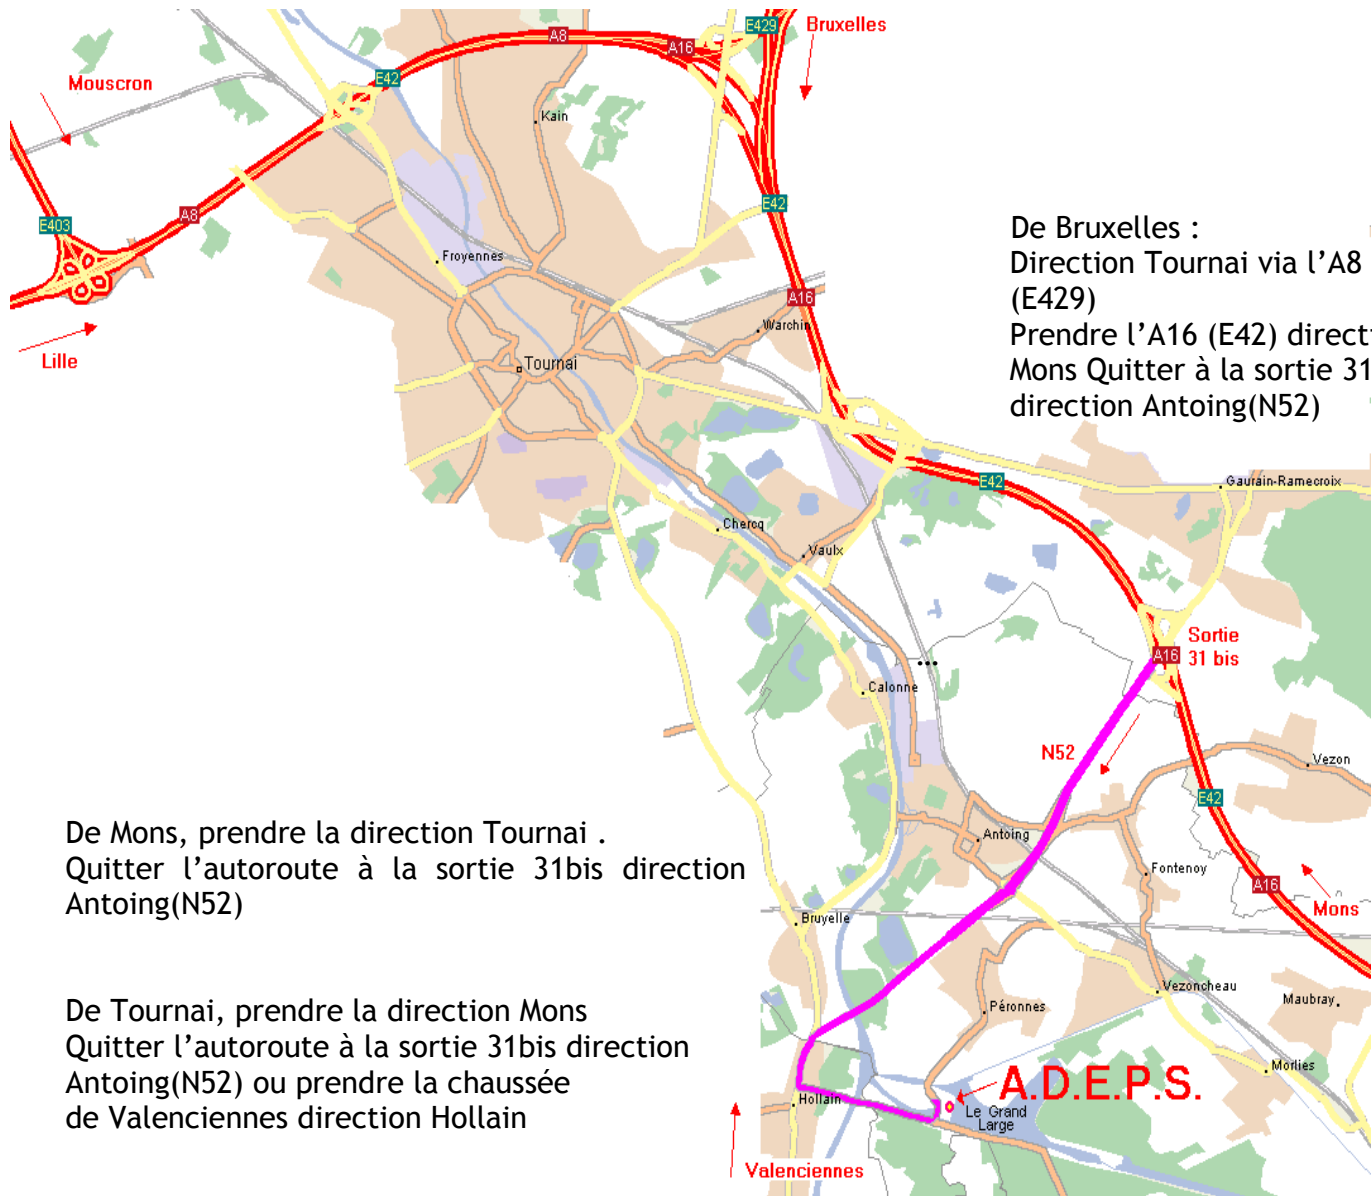 E429
Bruxelles
A8
A16
E42
Mouscron
Kain
E42
A8
E403
De Bruxelles :
Direction Tournai via l’A8
(E429)
Froyennes
A16
Prendre l’A16 (E42)
Warchin
Lille
Tournai
Mons Quitter à la sortie 31
direction Antoing(N52)
E42
Gaurain-Ramecroix
Chercq
Vaulx
Sortie
31 bis
A16
Calonne
N52
Vezon
E42
De Mons, prendre la direction Tournai .
Quitter l’autoroute à la sortie 31bis direction
Antoing(N52)
Antoing
Fontenoy
A16
Mons
Bruyelle
Vezoncheau
Maubray
Péronnes
De Tournai, prendre la direction Mons
Quitter l’autoroute à la sortie 31bis direction
Antoing(N52) ou prendre la chaussée
de Valenciennes direction Hollain
Morlies
A.D.E.P.S.
Hollain
Le Grand
Large
Valenciennes